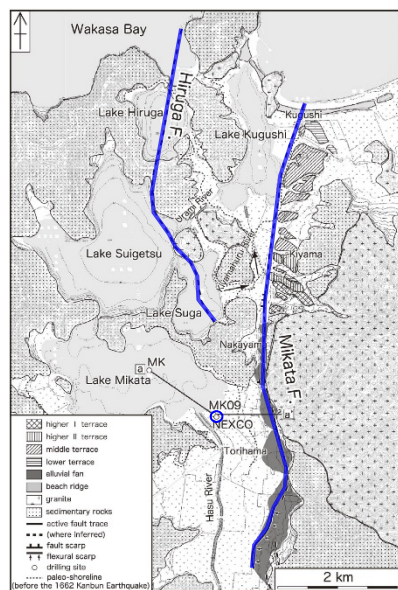 Wakasa Bay
Hiruga F.
Lake Hiruga
Kugushi
Lake Kugushi
Urami River
Kiyama
Lake Suigetsu
Lake Suga
Nakayama
Mikata F.
a
MK
Lake Mikata
MK09
a'
NEXCO
Torihama
Hasu River
higher I terrace
higher II terrace
middle terrace
lower terrace
alluvial fan
beach ridge
granite
sedimentary rocks
active fault trace
(where inferred)
fault scarp
flexural scarp
drilling site
paleo-shoreline
(before the 1662 Kanbun Earthquake)
2 km